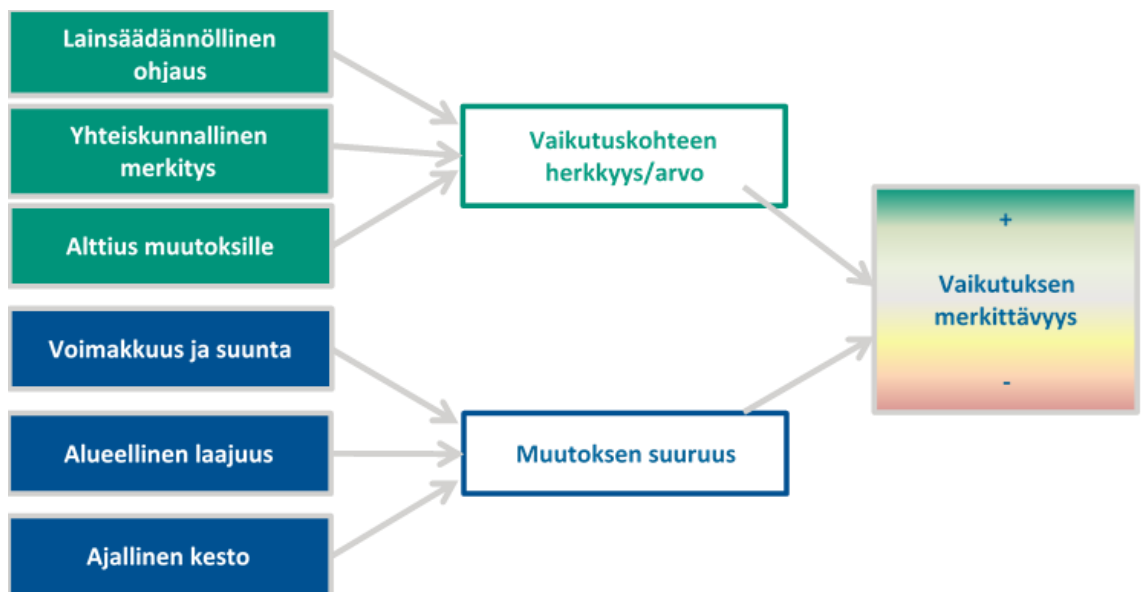 Lainsäädännöllinen
ohjaus
Yhteiskunnallinen
merkitys
Alttius muutoksille
Voimakkuus ja suunta
Alueellinen laajuus
Ajallinen kesto
Vaikutuskohteen
herkkyys/arvo
Muutoksen suuruus
+
Vaikutuksen
merkittävyys
-